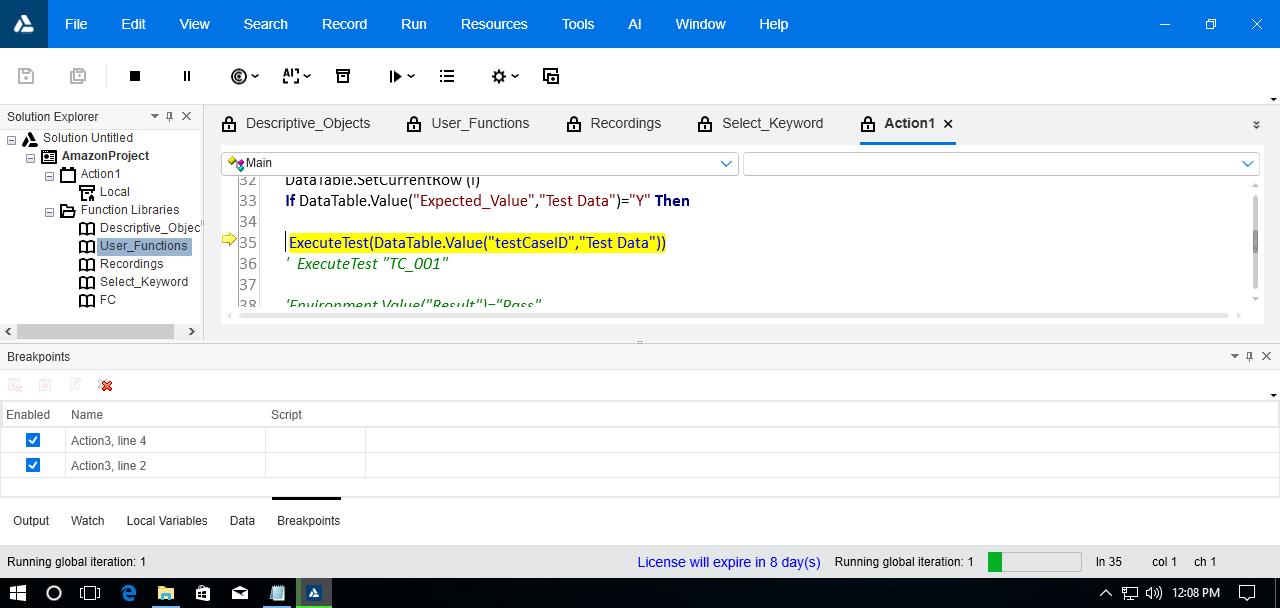 File Edit View Search Record Run Resources Tools AI Window Help
Solution Explorer
Solution Untitled
AmazonProject
Action1
Local
Function Libraries
Descriptive_Objec
User_Functions
Recordings
Select_Keyword
FC
Descriptive_Objects User_Functions Recordings Select_Keyword Action1
Main
32 DataTable.SetCurrentRow (i)
33 If DataTable.Value("Expected_Value","Test Data")="Y" Then
34
35 ExecuteTest(DataTable.Value("testCaseID","Test Data"))
36 ' ExecuteTest "TC_001"
37
38 'Environment.Value("Result")="Pass"
Breakpoints
Enabled Name Script
Action3, line 4
Action3, line 2
Output Watch Local Variables Data Breakpoints
Running global iteration: 1 License will expire in 8 day(s) Running global iteration: 1 ln 35 col 1 ch 1
12:08 PM